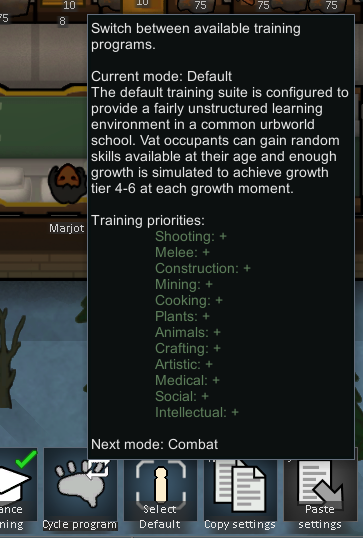 10
10
75
75
75
75
8
Switch between available training
programs.
Current mode: Default
The default training suite is configured to
provide a fairly unstructured learning
environment in a common urbworld
school. Vat occupants can gain random
skills available at their age and enough
growth is simulated to achieve growth
tier 4-6 at each growth moment.
Training priorities:
Shooting: +
Melee: +
Construction: +
Mining: +
Cooking: +
Plants: +
Animals: +
Crafting: +
Artistic: +
Medical: +
Social: +
Intellectual: +
Next mode: Combat
Marjot
Cycle program
Select
Default
Copy settings
Paste
settings